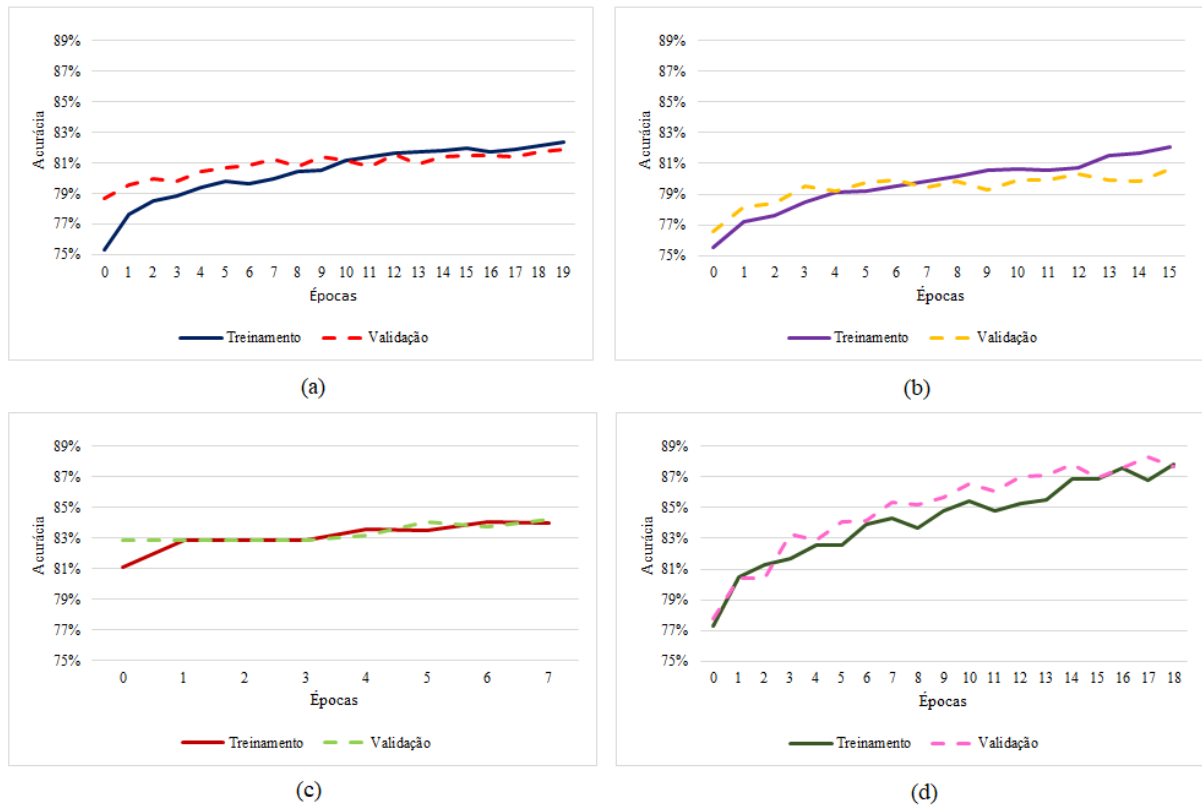 89%
87%
85%
83%
81%
79%
77%
75%
Acurácia
0 1 2 3 4 5 6 7 8 9 10 11 12 13 14 15 16 17 18 19
Épocas
Treinamento Validação
(a)
89%
87%
85%
83%
81%
79%
77%
75%
Acurácia
0 1 2 3 4 5 6 7 8 9 10 11 12 13 14 15
Épocas
Treinamento Validação
(b)
89%
87%
85%
83%
81%
79%
77%
75%
Acurácia
0 1 2 3 4 5 6 7
Épocas
Treinamento Validação
(c)
89%
87%
85%
83%
81%
79%
77%
75%
Acurácia
0 1 2 3 4 5 6 7 8 9 10 11 12 13 14 15 16 17 18
Épocas
Treinamento Validação
(d)